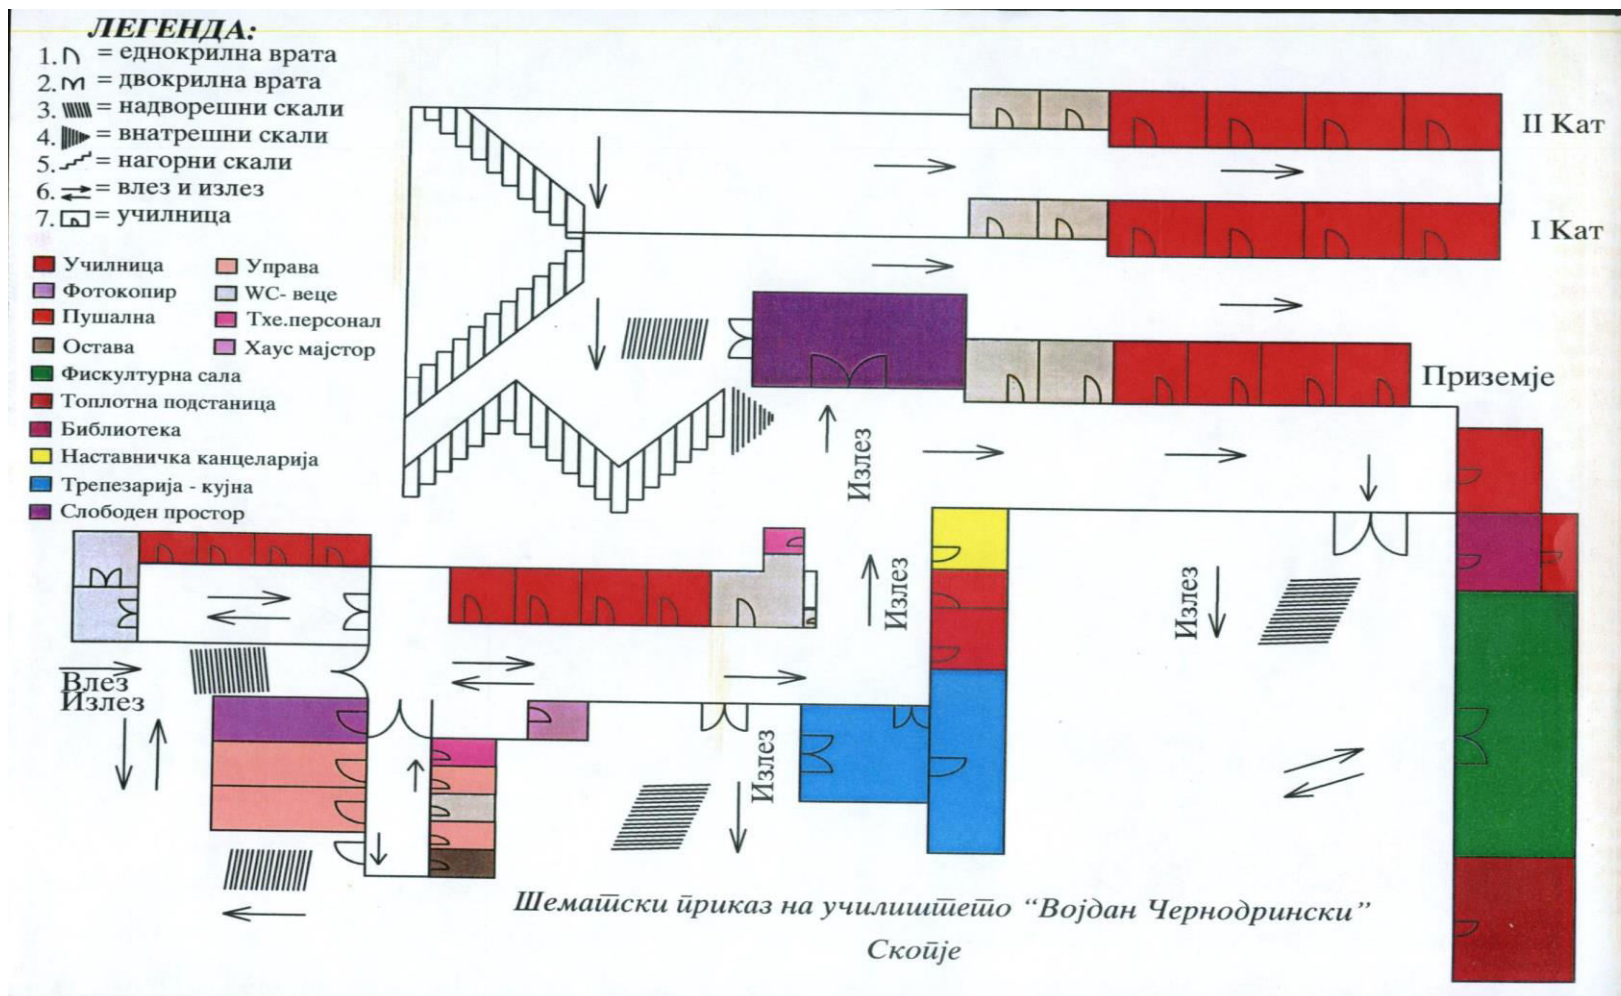 ЛЕГЕНДА:
1. = еднокрилна врата
2. = двокрилна врата
3. = надворешни скали
4. = внатрешни скали
5. = нагорни скали
6. = влез и излез
7. = училница
Училница
Управа
Фотокопир
WC- веце
Пушална
Тхе.персонал
Остава
Хаус мајстор
Фискултурна сала
Топлотна подстаница
Библиотека
Наставничка канцеларија
Трепезарија - кујна
Слободен простор
II Кат
I Кат
Приземје
Излез
Излез
Излез
Излез
Влез
Излез
Шематски приказ на училиштето “Војдан Чернодрински”
Скопје